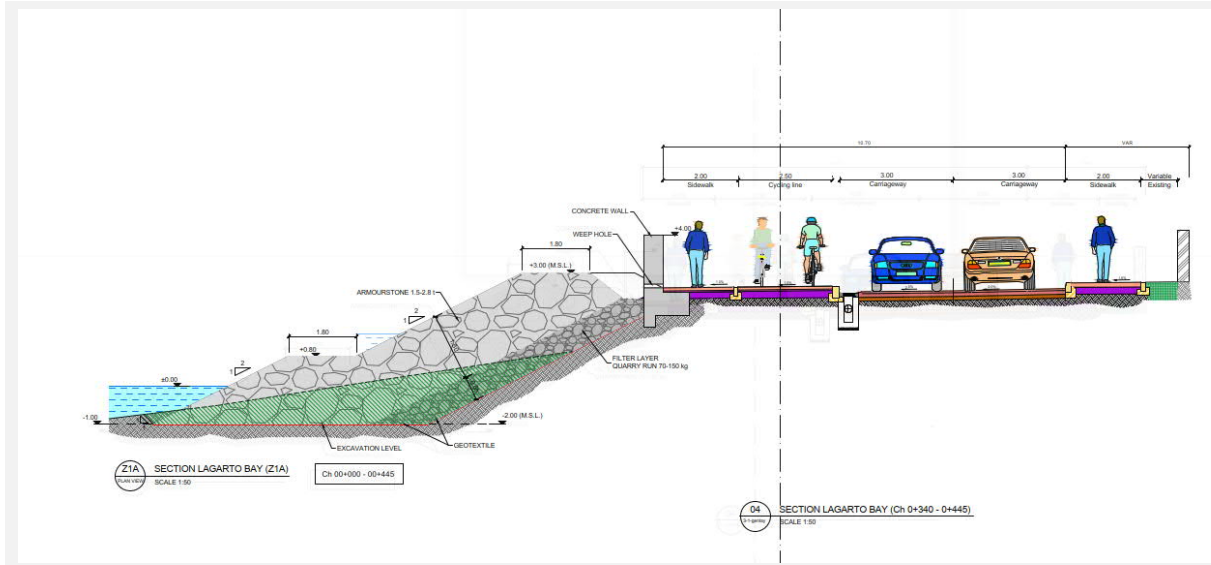 10.70
VAR
2.00
2.50
3.00
3.00
2.00
Variable
Sidewalk
Cycling line
Carriageway
Carriageway
Sidewalk
Existing
CONCRETE WALL
+4.00
WEEP HOLE
1.80
+3.00 (M.S.L.)
ARMOURSTONE 1.5-2.8 t
2
1
1.80
+0.80
2
1
FILTER LAYER
QUARRY RUN 70-150 kg
±0.00
-1.00
-2.00 (M.S.L.)
GEOTEXTILE
EXCAVATION LEVEL
Z1A
PLAN VIEW
SECTION LAGARTO BAY (Z1A)
SCALE 1:50
Ch 00+000 - 00+445
04
SECTION LAGARTO BAY (Ch 0+340 - 0+445)
SCALE 1:50